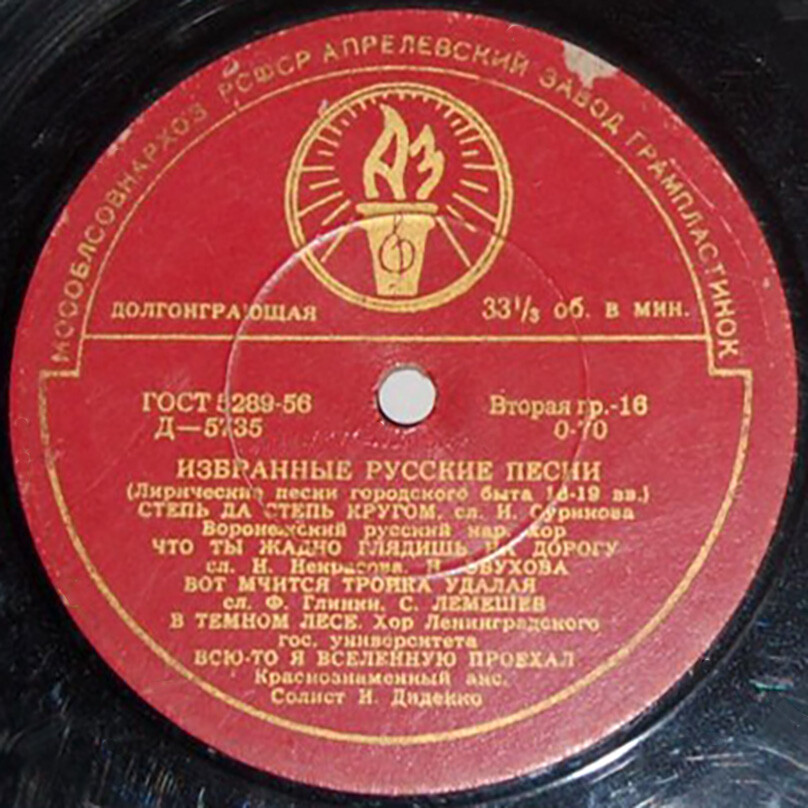 МОСОБЛСОВНАРХОЗ РСФСР АПРЕЛЕВСКИЙ ЗАВОД ГРАМПЛАСТИНОК
АЗ
ДОЛГОИГРАЮЩАЯ 33⅓ об. в мин.
ГОСТ 5289-56 Вторая гр.-16
Д—5735 0-70
ИЗБРАННЫЕ РУССКИЕ ПЕСНИ
(Лирические песни городского быта 18-19 вв.)
СТЕПЬ ДА СТЕПЬ КРУГОМ, сл. И. Сурикова
Воронежский русский нар. хор
ЧТО ТЫ ЖАДНО ГЛЯДИШЬ НА ДОРОГУ
сл. Н. Некрасова. Н. ОБУХОВА
ВОТ МЧИТСЯ ТРОЙКА УДАЛАЯ
сл. Ф. Глинки. С. ЛЕМЕШЕВ
В ТЕМНОМ ЛЕСЕ. Хор Ленинградского
гос. университета
ВСЮ-ТО Я ВСЕЛЕННУЮ ПРОЕХАЛ
Краснознаменный анс.
Солист И. Диденко